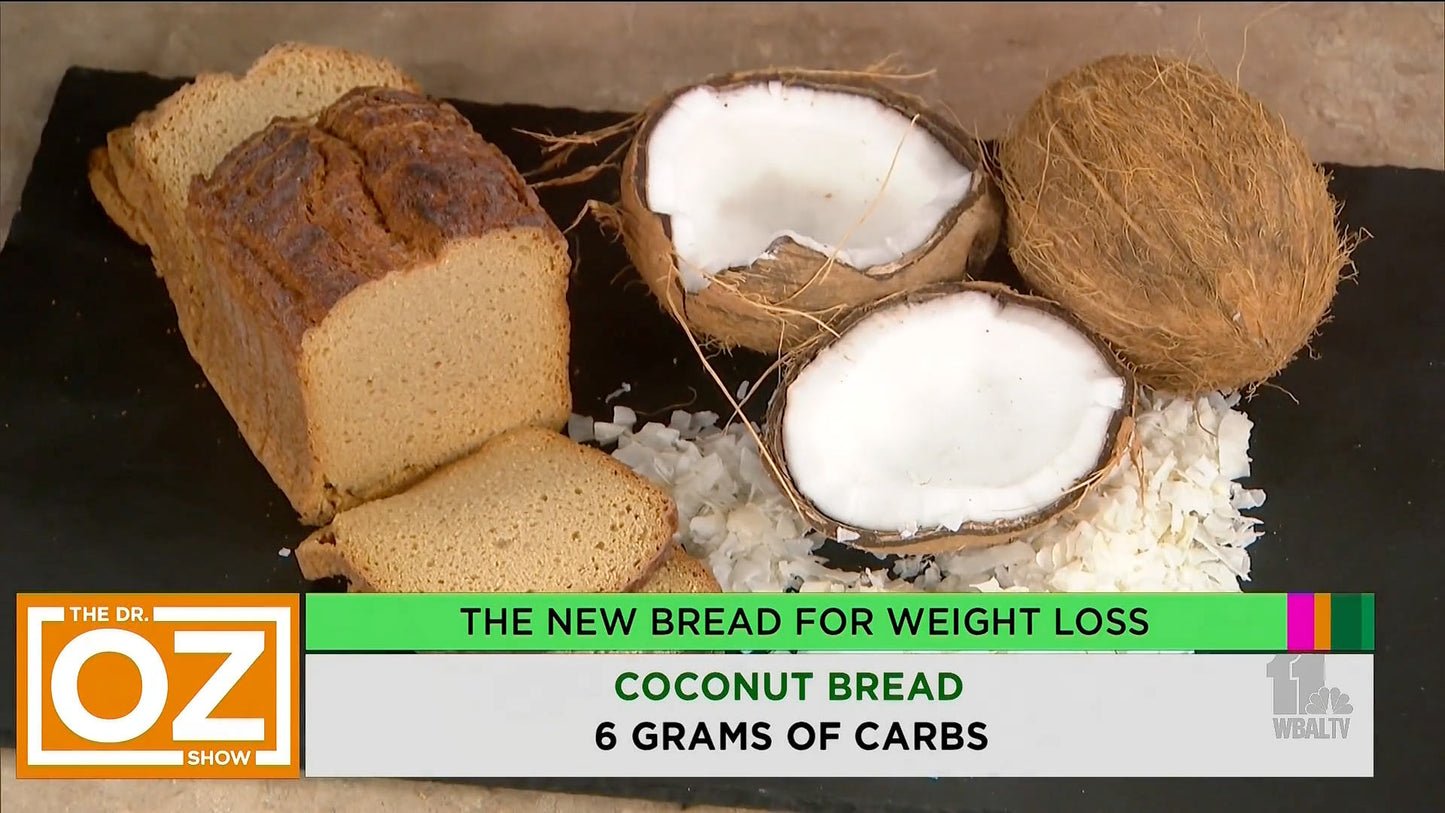 THE DR.
OZ
SHOW
THE NEW BREAD FOR WEIGHT LOSS
COCONUT BREAD
6 GRAMS OF CARBS
11
WBALTV